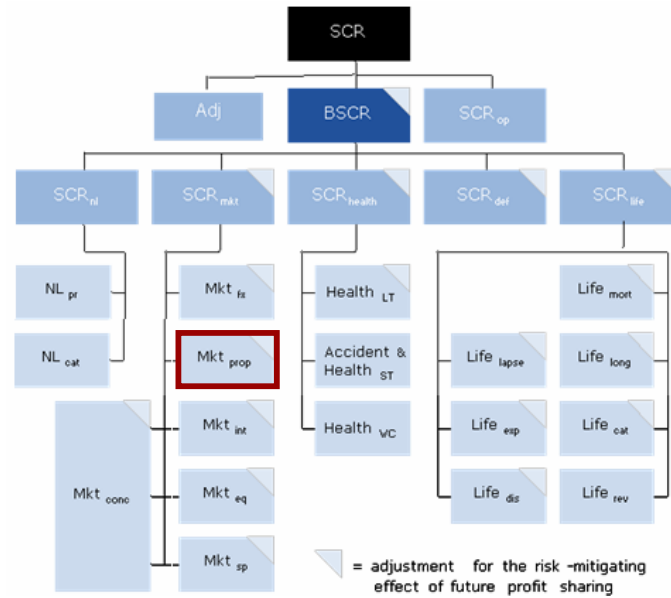 SCR
Adj
BSCR
SCR op
SCR nl
SCR mkt
SCR health
SCR def
SCR life
NL pr
Mkt fx
Health LT
Life mort
NL cat
Mkt prop
Accident &
Health ST
Life lapse
Life long
Mkt conc
Mkt int
Health WC
Life exp
Life cat
Mkt eq
Life dis
Life rev
Mkt sp
= adjustment for the risk -mitigating
effect of future profit sharing